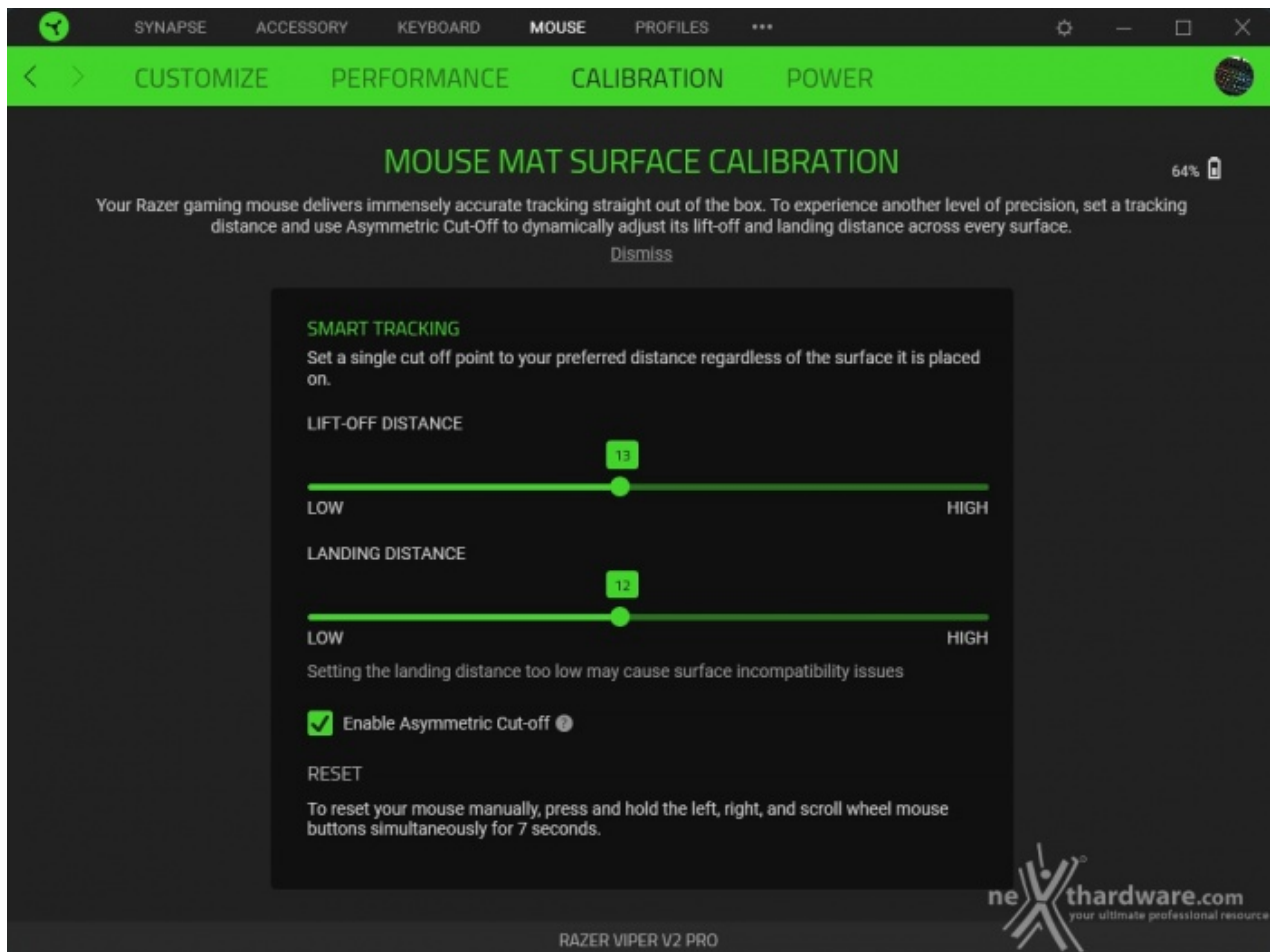 SYNAPSE ACCESSORY KEYBOARD MOUSE PROFILES •••
CUSTOMIZE PERFORMANCE CALIBRATION POWER
MOUSE MAT SURFACE CALIBRATION
64%
Your Razer gaming mouse delivers immensely accurate tracking straight out of the box. To experience another level of precision, set a tracking
distance and use Asymmetric Cut-Off to dynamically adjust its lift-off and landing distance across every surface.
Dismiss
SMART TRACKING
Set a single cut off point to your preferred distance regardless of the surface it is placed
on.
LIFT-OFF DISTANCE
13
LOW HIGH
LANDING DISTANCE
12
LOW HIGH
Setting the landing distance too low may cause surface incompatibility issues
Enable Asymmetric Cut-off ?
RESET
To reset your mouse manually, press and hold the left, right, and scroll wheel mouse
buttons simultaneously for 7 seconds.
neXthardware.com
your ultimate professional resource
RAZER VIPER V2 PRO